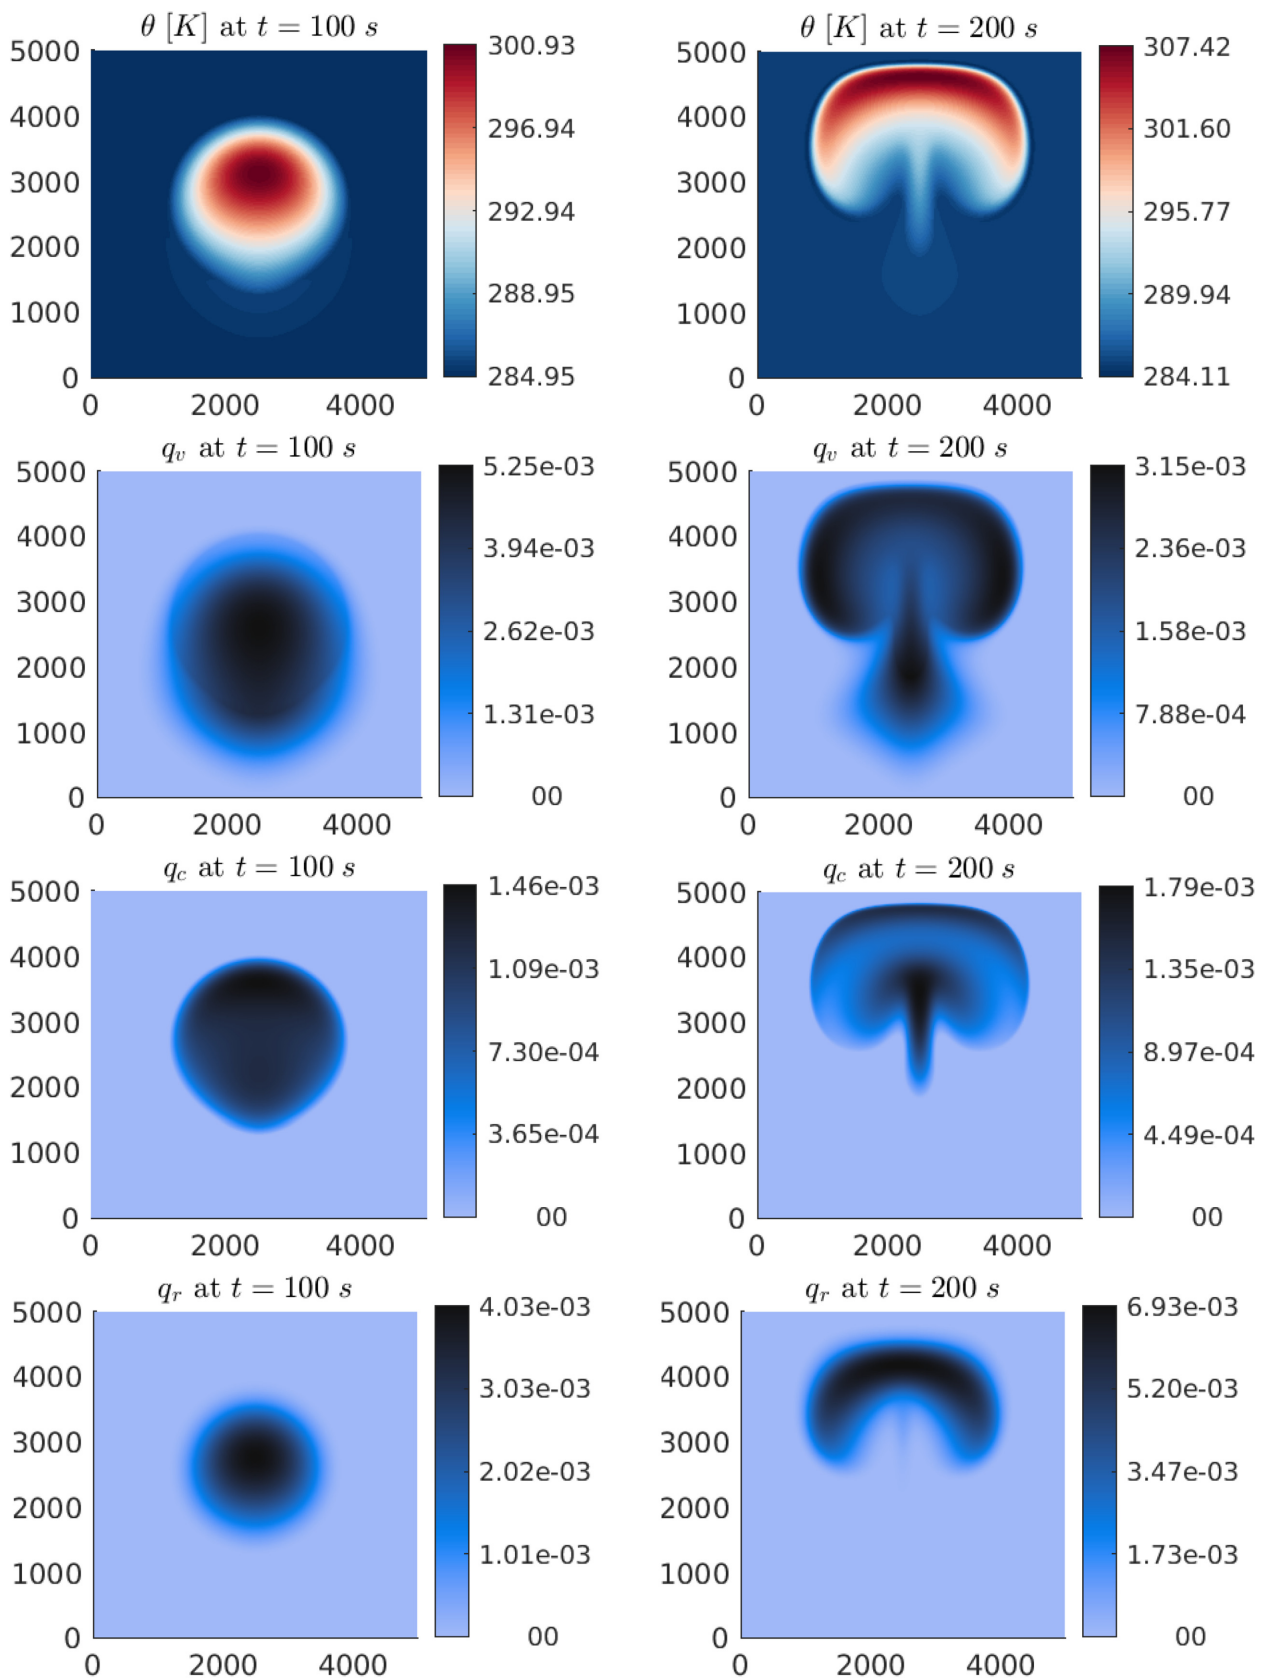 θ [K] at t = 100 s
5000
4000
3000
2000
1000
0
0 2000 4000
300.93
296.94
292.94
288.95
284.95
θ [K] at t = 200 s
5000
4000
3000
2000
1000
0
0 2000 4000
307.42
301.60
295.77
289.94
284.11
q_v at t = 100 s
5000
4000
3000
2000
1000
0
0 2000 4000
5.25e-03
3.94e-03
2.62e-03
1.31e-03
00
q_v at t = 200 s
5000
4000
3000
2000
1000
0
0 2000 4000
3.15e-03
2.36e-03
1.58e-03
7.88e-04
00
q_c at t = 100 s
5000
4000
3000
2000
1000
0
0 2000 4000
1.46e-03
1.09e-03
7.30e-04
3.65e-04
00
q_c at t = 200 s
5000
4000
3000
2000
1000
0
0 2000 4000
1.79e-03
1.35e-03
8.97e-04
4.49e-04
00
q_r at t = 100 s
5000
4000
3000
2000
1000
0
0 2000 4000
4.03e-03
3.03e-03
2.02e-03
1.01e-03
00
q_r at t = 200 s
5000
4000
3000
2000
1000
0
0 2000 4000
6.93e-03
5.20e-03
3.47e-03
1.73e-03
00